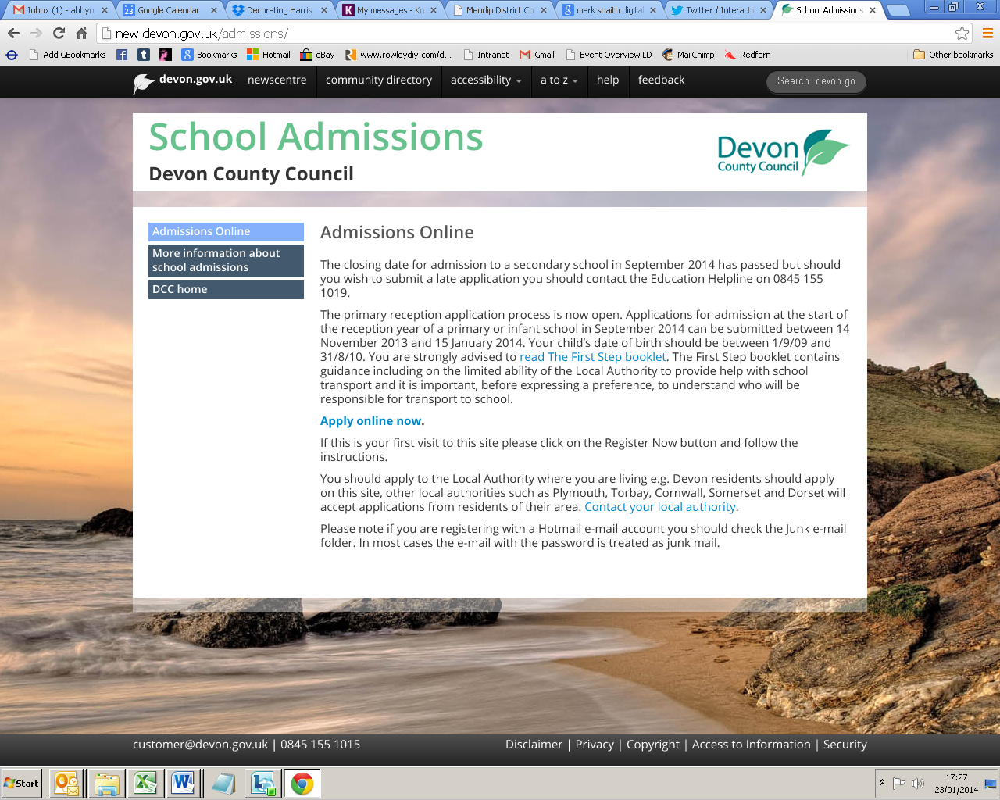 Inbox (1) - abbyru
Google Calendar
Decorating Harris
My messages - Kn
Mendip District Co
mark snaith digital
Twitter / Interacti
School Admissions
new.devon.gov.uk/admissions/
Add GBookmarks
Bookmarks
Hotmail
eBay
www.rowleydiy.com/d...
Intranet
Gmail
Event Overview LD
MailChimp
Redfern
Other bookmarks
devon.gov.uk
newscentre
community directory
accessibility
a to z
help
feedback
Search .devon.go
School Admissions
Devon County Council
Devon
County Council
Admissions Online
More information about
school admissions
DCC home
Admissions Online
The closing date for admission to a secondary school in September 2014 has passed but should
you wish to submit a late application you should contact the Education Helpline on 0845 155
1019.
The primary reception application process is now open. Applications for admission at the start of
the reception year of a primary or infant school in September 2014 can be submitted between 14
November 2013 and 15 January 2014. Your child's date of birth should be between 1/9/09 and
31/8/10. You are strongly advised to read The First Step booklet. The First Step booklet contains
guidance including on the limited ability of the Local Authority to provide help with school
transport and it is important, before expressing a preference, to understand who will be
responsible for transport to school.
Apply online now.
If this is your first visit to this site please click on the Register Now button and follow the
instructions.
You should apply to the Local Authority where you are living e.g. Devon residents should apply
on this site, other local authorities such as Plymouth, Torbay, Cornwall, Somerset and Dorset will
accept applications from residents of their area. Contact your local authority.
Please note if you are registering with a Hotmail e-mail account you should check the Junk e-mail
folder. In most cases the e-mail with the password is treated as junk mail.
customer@devon.gov.uk | 0845 155 1015
Disclaimer | Privacy | Copyright | Access to Information | Security
Start
17:27
23/01/2014